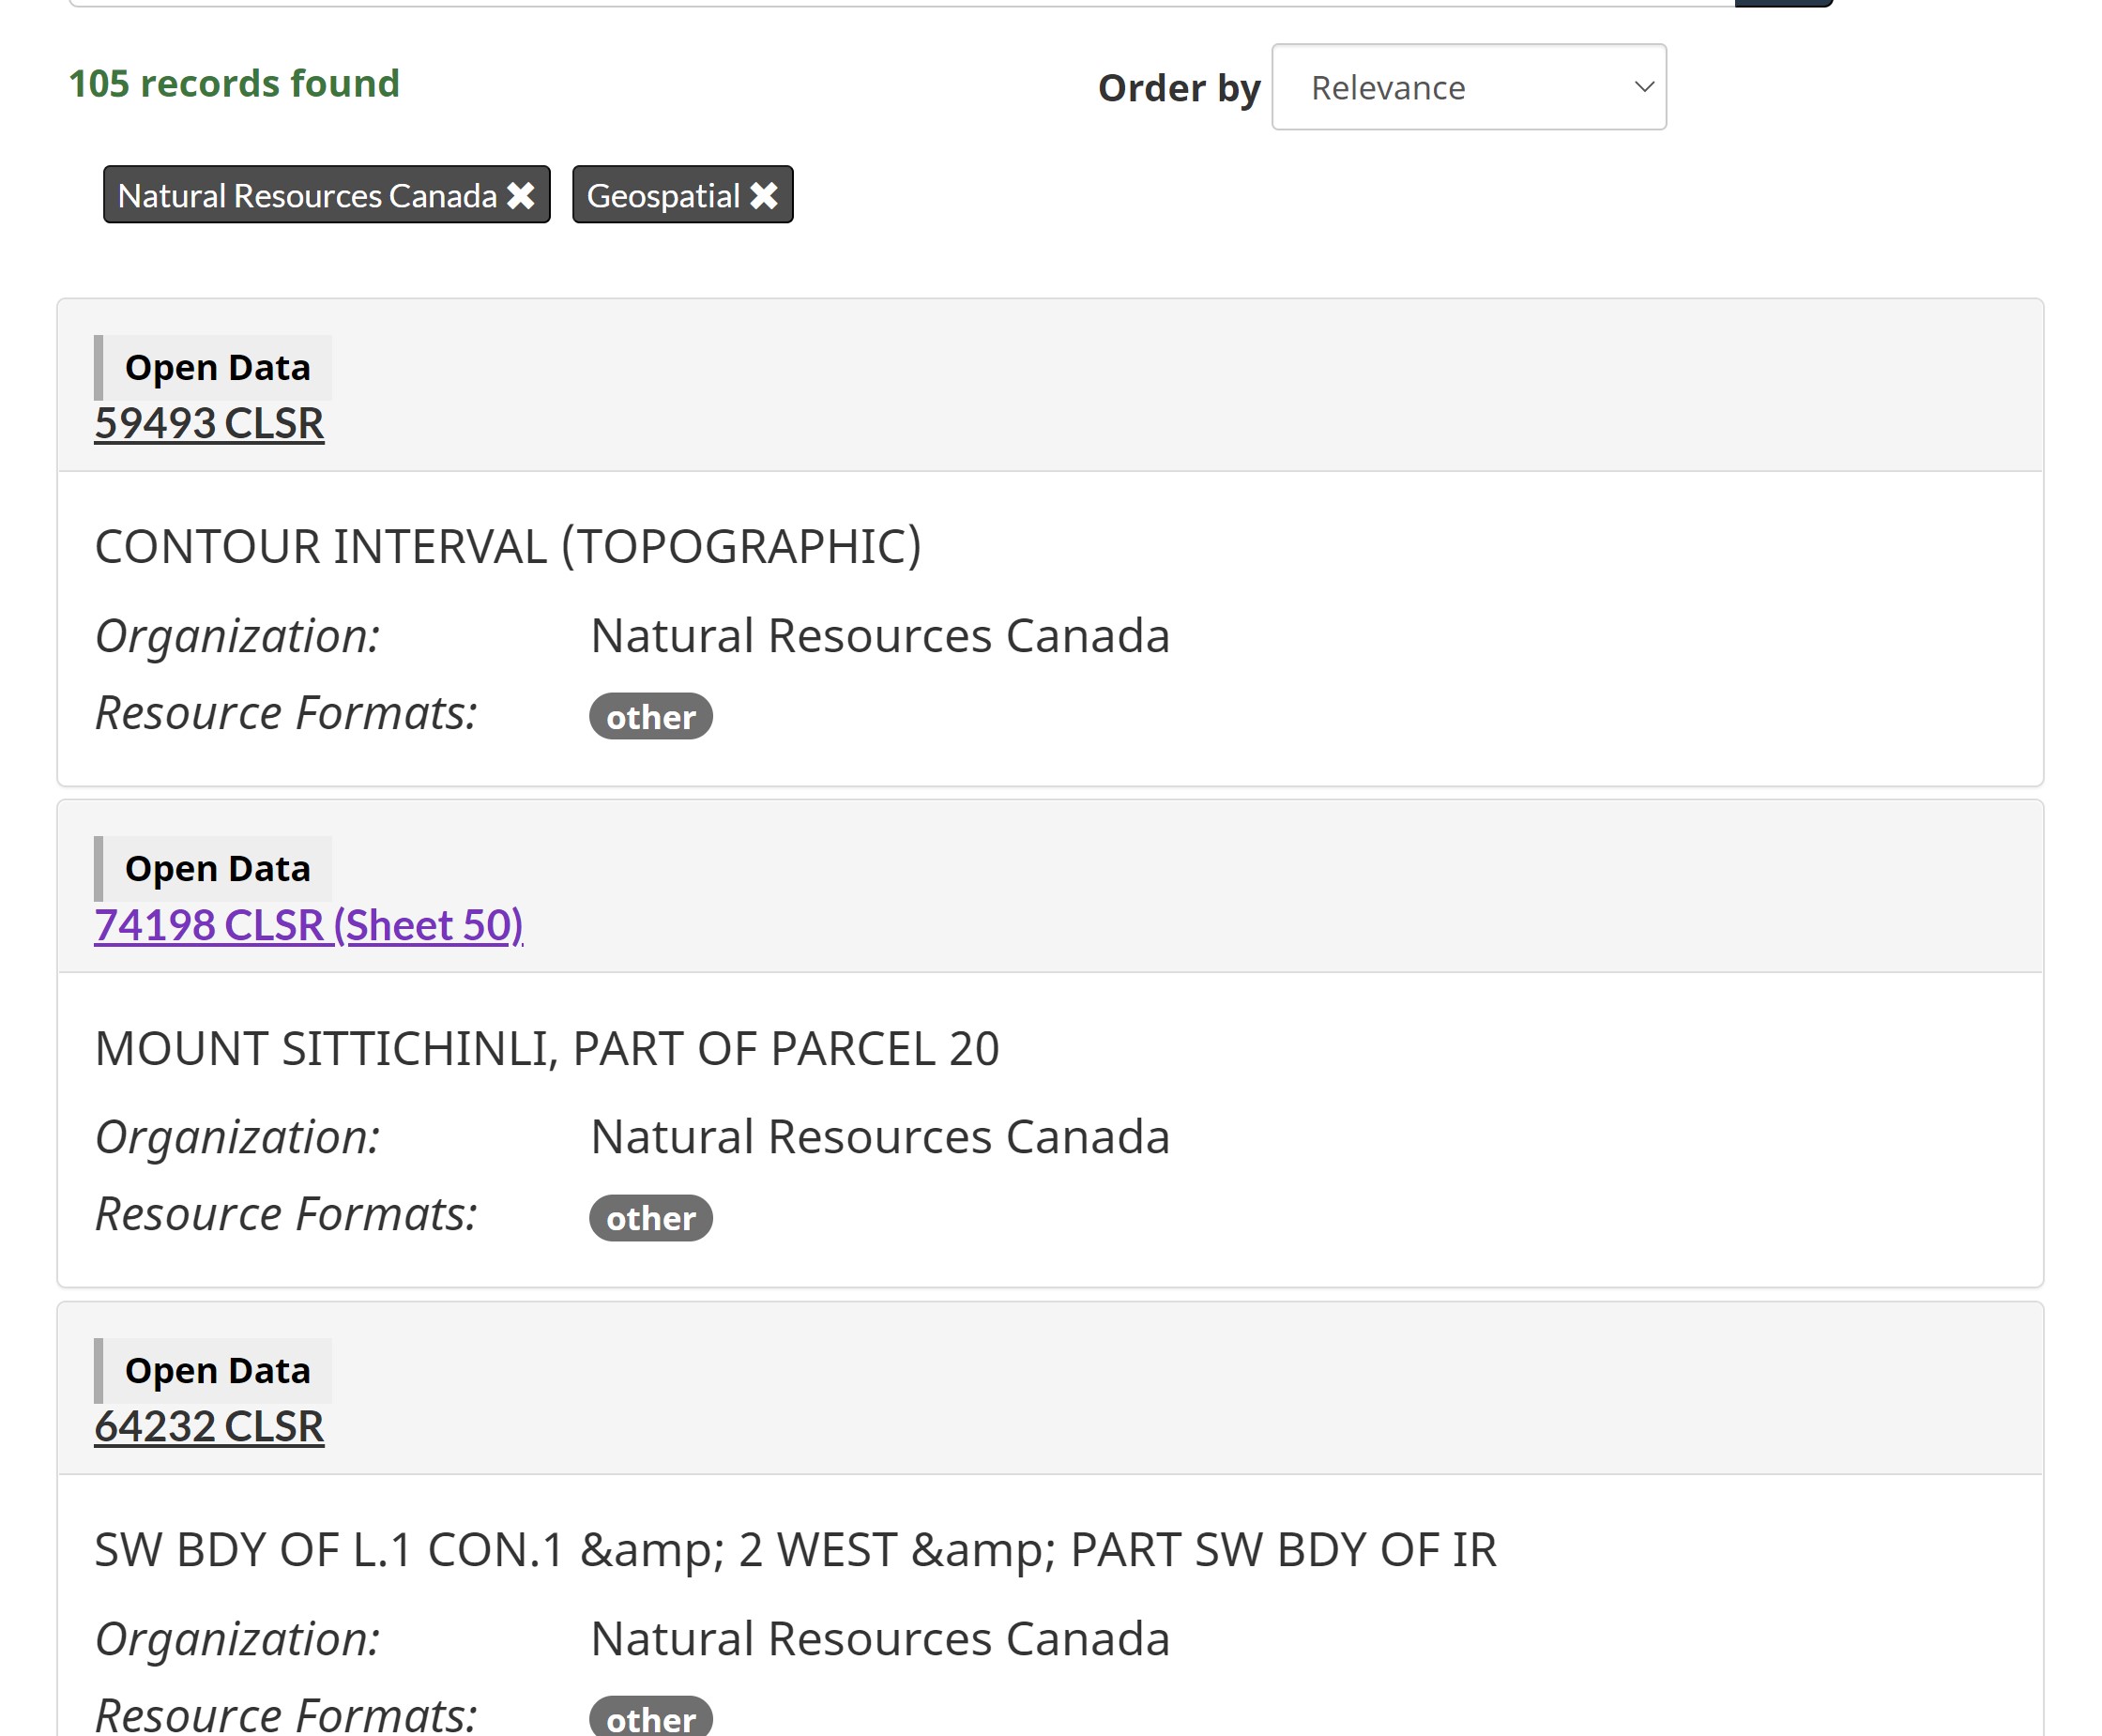 105 records found
Order by Relevance
Natural Resources Canada Geospatial
Open Data
59493 CLSR
CONTOUR INTERVAL (TOPOGRAPHIC)
Organization: Natural Resources Canada
Resource Formats: other
Open Data
74198 CLSR (Sheet 50)
MOUNT SITTICHINLI, PART OF PARCEL 20
Organization: Natural Resources Canada
Resource Formats: other
Open Data
64232 CLSR
SW BDY OF L.1 CON.1 &amp; 2 WEST &amp; PART SW BDY OF IR
Organization: Natural Resources Canada
Resource Formats: other